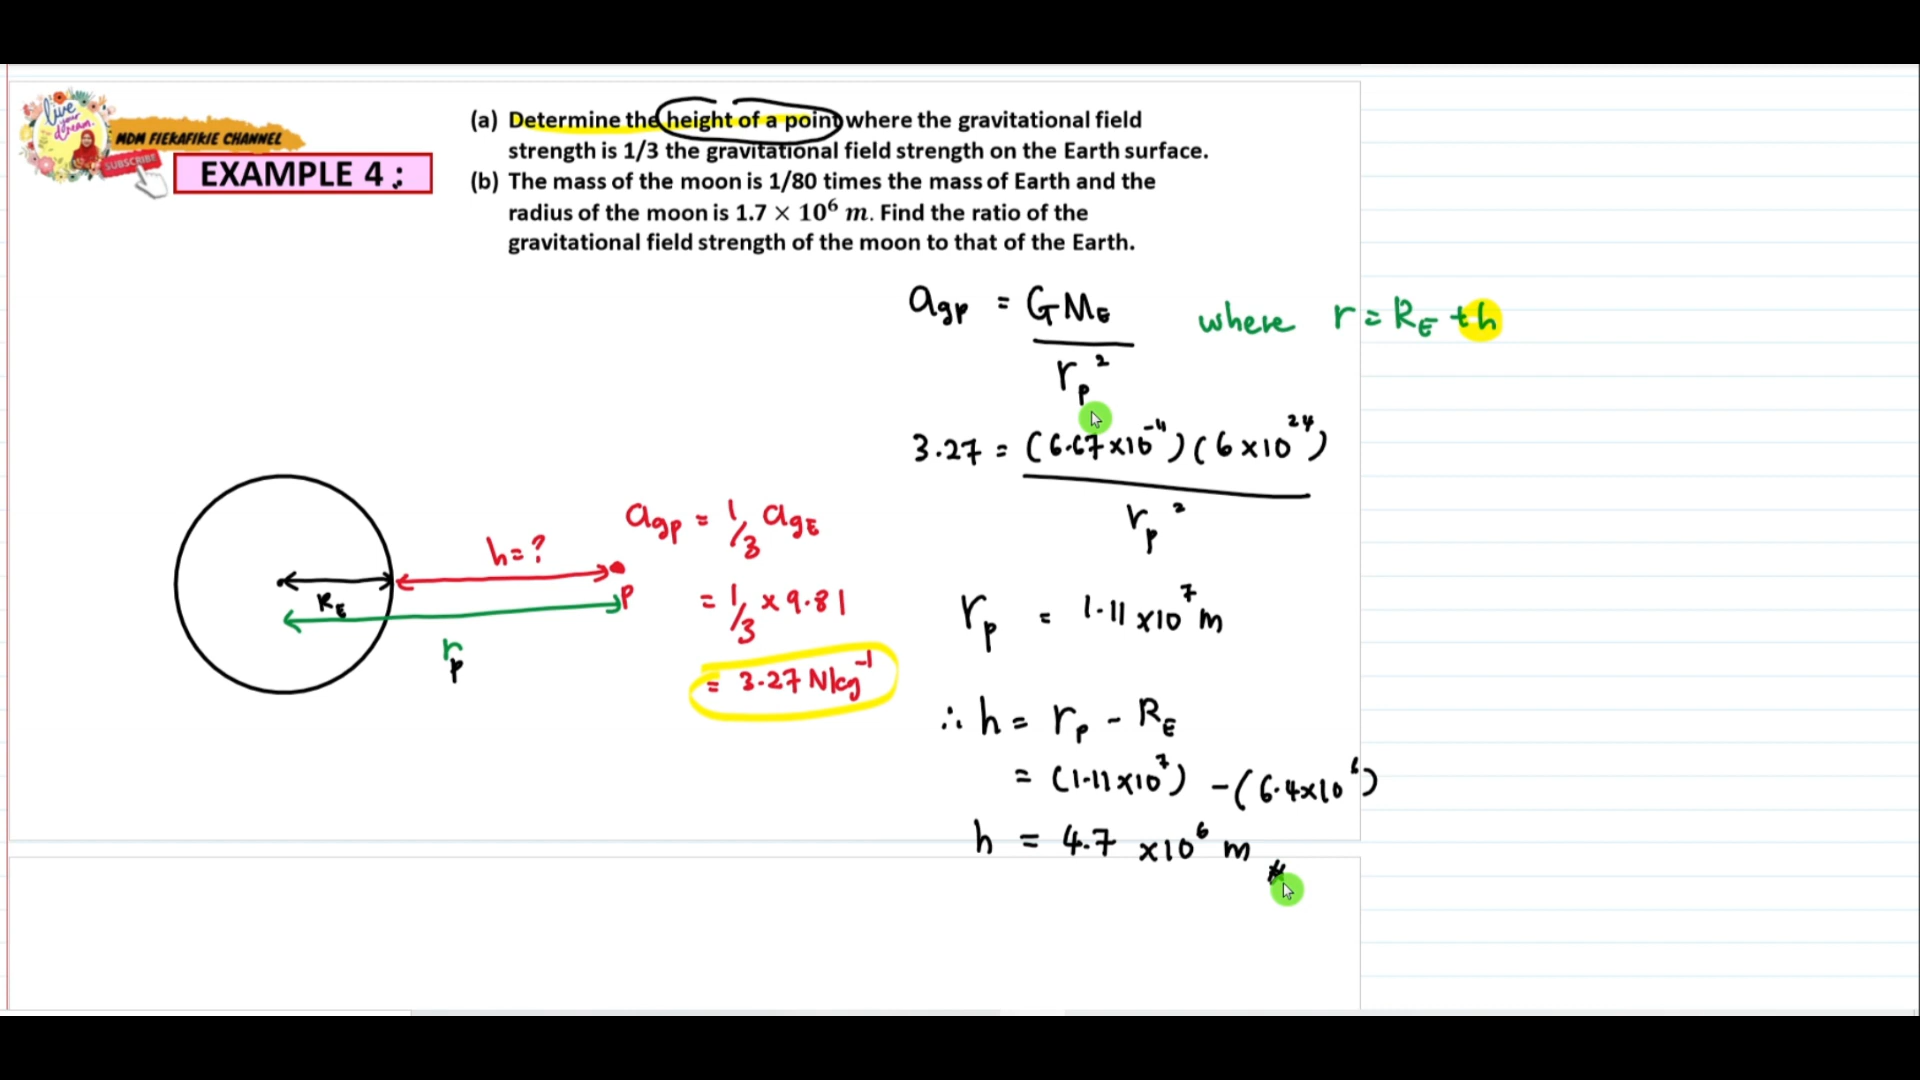 live
your
dream.
MDM FIEKAFIKIE CHANNEL
SUBSCRIBE
EXAMPLE 4 :
(a) Determine the height of a point where the gravitational field
strength is 1/3 the gravitational field strength on the Earth surface.
(b) The mass of the moon is 1/80 times the mass of Earth and the
radius of the moon is 1.7 × 10⁶ m. Find the ratio of the
gravitational field strength of the moon to that of the Earth.
a_gp = GM_E / r_p² where r = R_E + h
3.27 = (6.67 × 10⁻¹¹)(6 × 10²⁴) / r_p²
r_p = 1.11 × 10⁷ m
∴ h = r_p - R_E
= (1.11 × 10⁷) - (6.4 × 10⁶)
h = 4.7 × 10⁶ m
a_gp = 1/3 a_gE
= 1/3 × 9.81
= 3.27 N kg⁻¹
h = ?
P
R_E
r_p